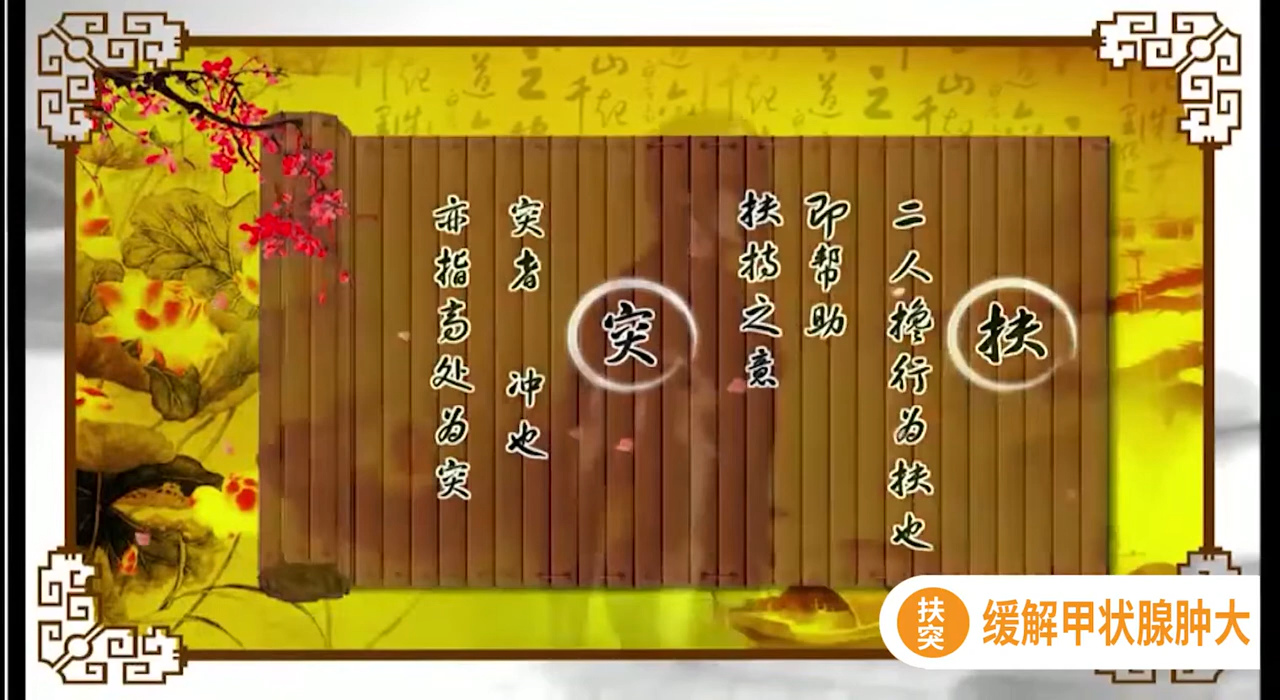 扶
二人搀行为扶也
即帮助
扶持之意
突
突者 冲也
亦指高处为突
扶突
缓解甲状腺肿大